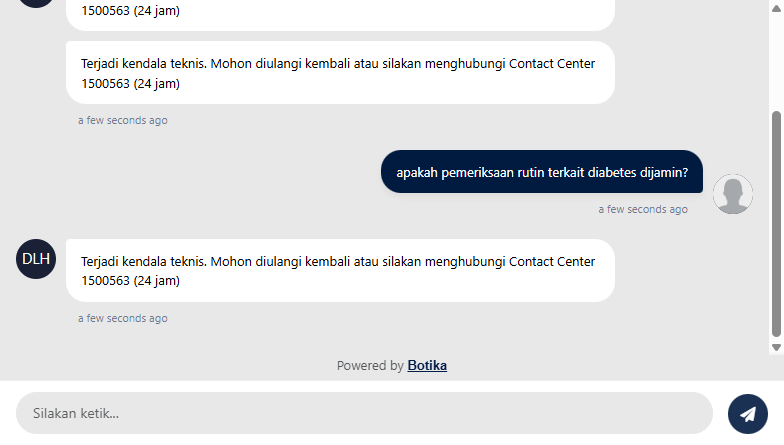 1500563 (24 jam)
Terjadi kendala teknis. Mohon diulangi kembali atau silakan menghubungi Contact Center
1500563 (24 jam)
a few seconds ago
apakah pemeriksaan rutin terkait diabetes dijamin?
a few seconds ago
DLH
Terjadi kendala teknis. Mohon diulangi kembali atau silakan menghubungi Contact Center
1500563 (24 jam)
a few seconds ago
Powered by Botika
Silakan ketik...